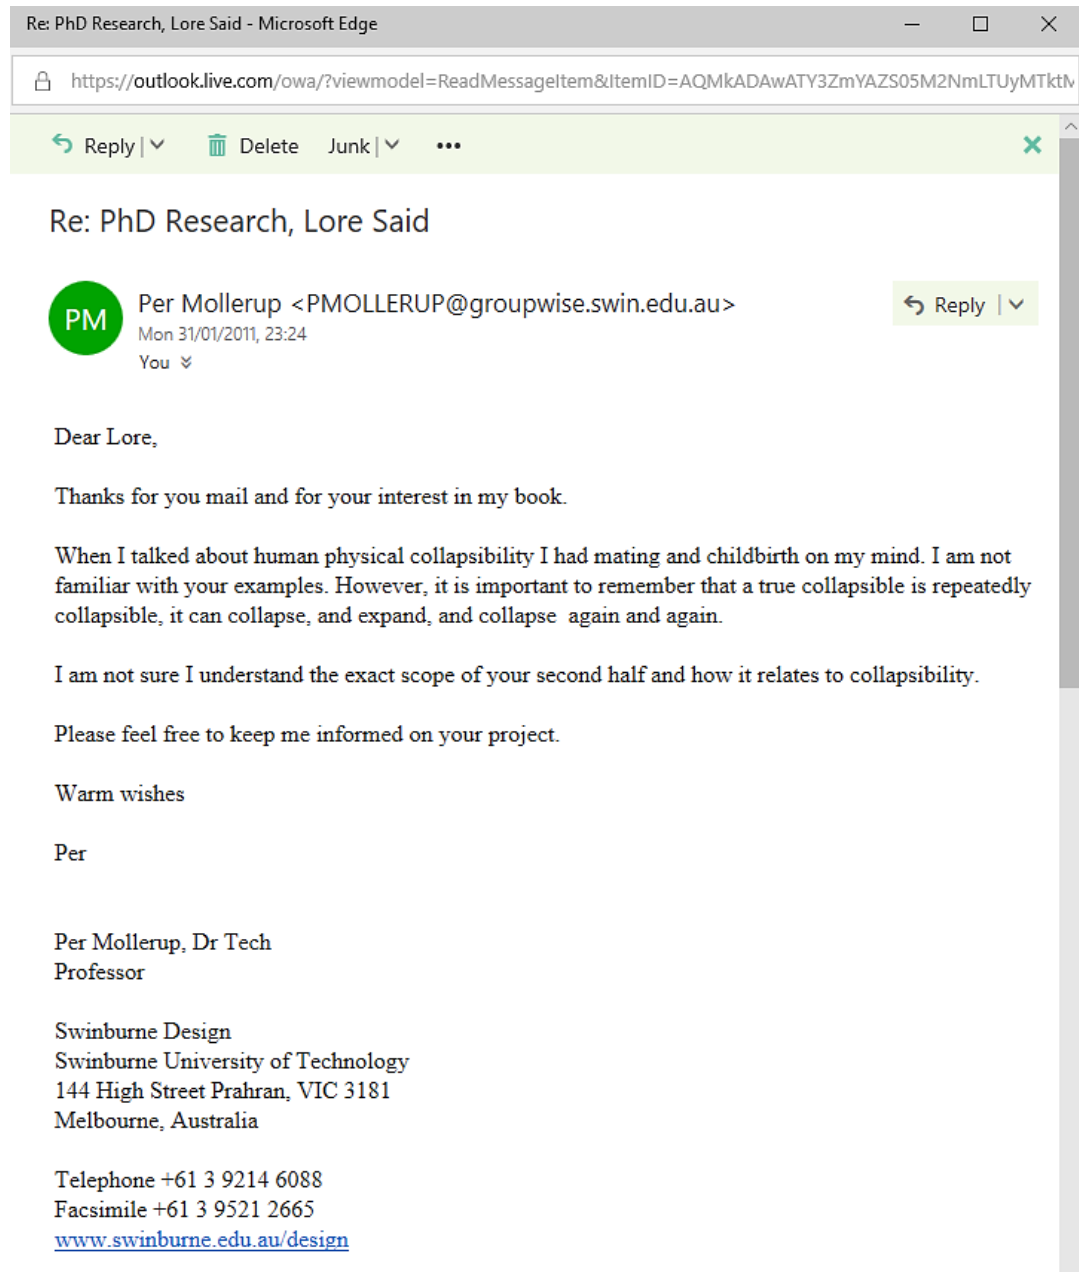 Re: PhD Research, Lore Said - Microsoft Edge
https://outlook.live.com/owa/?viewmodel=ReadMessageItem&ItemID=AQMkADAwATY3ZmYAZS05M2NmLTUyMTktM
Reply
Delete
Junk
Re: PhD Research, Lore Said
PM
Per Mollerup <PMOLLERUP@groupwise.swin.edu.au>
Reply
Mon 31/01/2011, 23:24
You
Dear Lore,
Thanks for you mail and for your interest in my book.
When I talked about human physical collapsibility I had mating and childbirth on my mind. I am not
familiar with your examples. However, it is important to remember that a true collapsible is repeatedly
collapsible, it can collapse, and expand, and collapse  again and again.
I am not sure I understand the exact scope of your second half and how it relates to collapsibility.
Please feel free to keep me informed on your project.
Warm wishes
Per
Per Mollerup, Dr Tech
Professor
Swinburne Design
Swinburne University of Technology
144 High Street Prahran, VIC 3181
Melbourne, Australia
Telephone +61 3 9214 6088
Facsimile +61 3 9521 2665
www.swinburne.edu.au/design